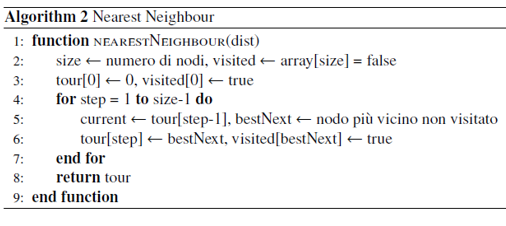 Algorithm 2 Nearest Neighbour
1: function NEARESTNEIGHBOUR(dist)
2: size ← numero di nodi, visited ← array[size] = false
3: tour[0] ← 0, visited[0] ← true
4: for step = 1 to size-1 do
5: current ← tour[step-1], bestNext ← nodo più vicino non visitato
6: tour[step] ← bestNext, visited[bestNext] ← true
7: end for
8: return tour
9: end function